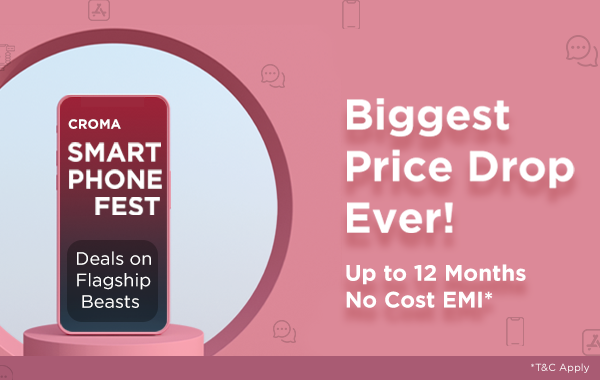 CROMA
SMART
PHONE
FEST
Deals on
Flagship
Beasts
Biggest
Price Drop
Ever!
Up to 12 Months
No Cost EMI*
*T&C Apply